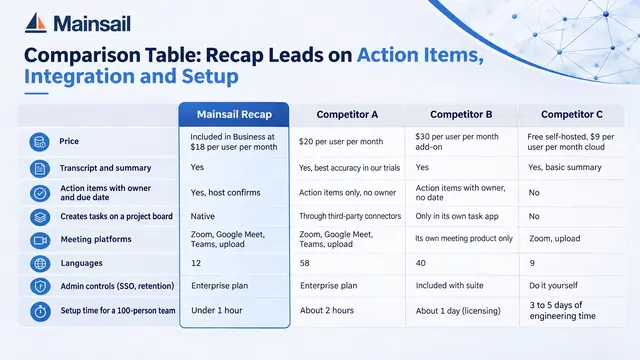 Mainsail
Comparison Table: Recap Leads on Action Items,
Integration and Setup
Mainsail Recap
Competitor A
Competitor B
Competitor C
Price
Included in Business at
$18 per user per month
$20 per user per month
$30 per user per month
add-on
Free self-hosted, $9 per
user per month cloud
Transcript and summary
Yes
Yes, best accuracy in our trials
Yes
Yes, basic summary
Action items with owner
and due date
Yes, host confirms
Action items only, no owner
Action items with owner,
no date
No
Creates tasks on a project board
Native
Through third-party connectors
Only in its own task app
No
Meeting platforms
Zoom, Google Meet,
Teams, upload
Zoom, Google Meet,
Teams, upload
Its own meeting product only
Zoom, upload
Languages
12
58
40
9
Admin controls (SSO, retention)
Enterprise plan
Enterprise plan
Included with suite
Do it yourself
Setup time for a 100-person team
Under 1 hour
About 2 hours
About 1 day (licensing)
3 to 5 days of
engineering time